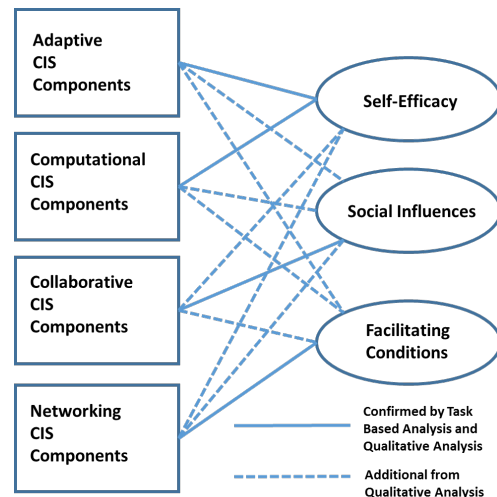 Adaptive
CIS
Components
Computational
CIS
Components
Collaborative
CIS
Components
Networking
CIS
Components
Self-Efficacy
Social Influences
Facilitating
Conditions
Confirmed by Task
Based Analysis and
Qualitative Analysis
Additional from
Qualitative Analysis